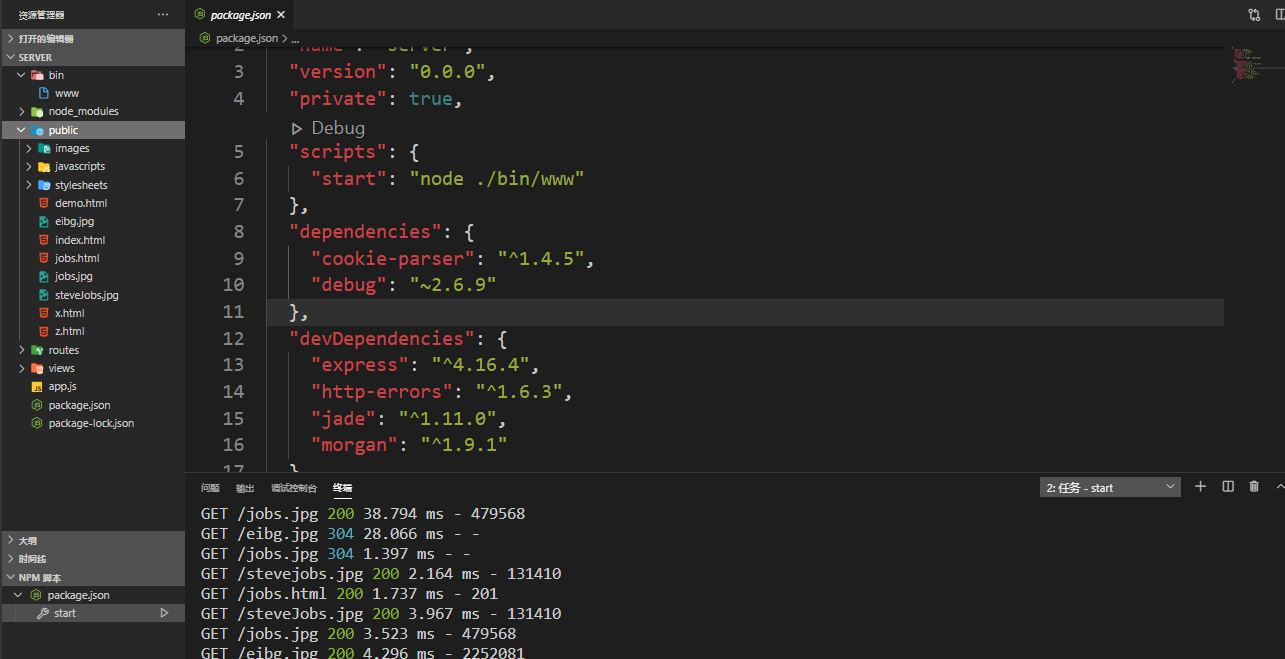 资源管理器
···
打开的编辑器
SERVER
bin
www
node_modules
public
images
javascripts
stylesheets
demo.html
eibg.jpg
index.html
jobs.html
jobs.jpg
steveJobs.jpg
x.html
z.html
routes
views
app.js
package.json
package-lock.json
大纲
时间线
NPM 脚本
package.json
start
package.json
package.json > ...
2 "name": "server",
3 "version": "0.0.0",
4 "private": true,
Debug
5 "scripts": {
6 "start": "node ./bin/www"
7 },
8 "dependencies": {
9 "cookie-parser": "^1.4.5",
10 "debug": "~2.6.9"
11 },
12 "devDependencies": {
13 "express": "^4.16.4",
14 "http-errors": "^1.6.3",
15 "jade": "^1.11.0",
16 "morgan": "^1.9.1"
17 }
问题 输出 调试控制台 终端
2: 任务 - start
GET /jobs.jpg 200 38.794 ms - 479568
GET /eibg.jpg 304 28.066 ms - -
GET /jobs.jpg 304 1.397 ms - -
GET /stevejobs.jpg 200 2.164 ms - 131410
GET /jobs.html 200 1.737 ms - 201
GET /steveJobs.jpg 200 3.967 ms - 131410
GET /jobs.jpg 200 3.523 ms - 479568
GET /eibg.jpg 200 4.296 ms - 2252081